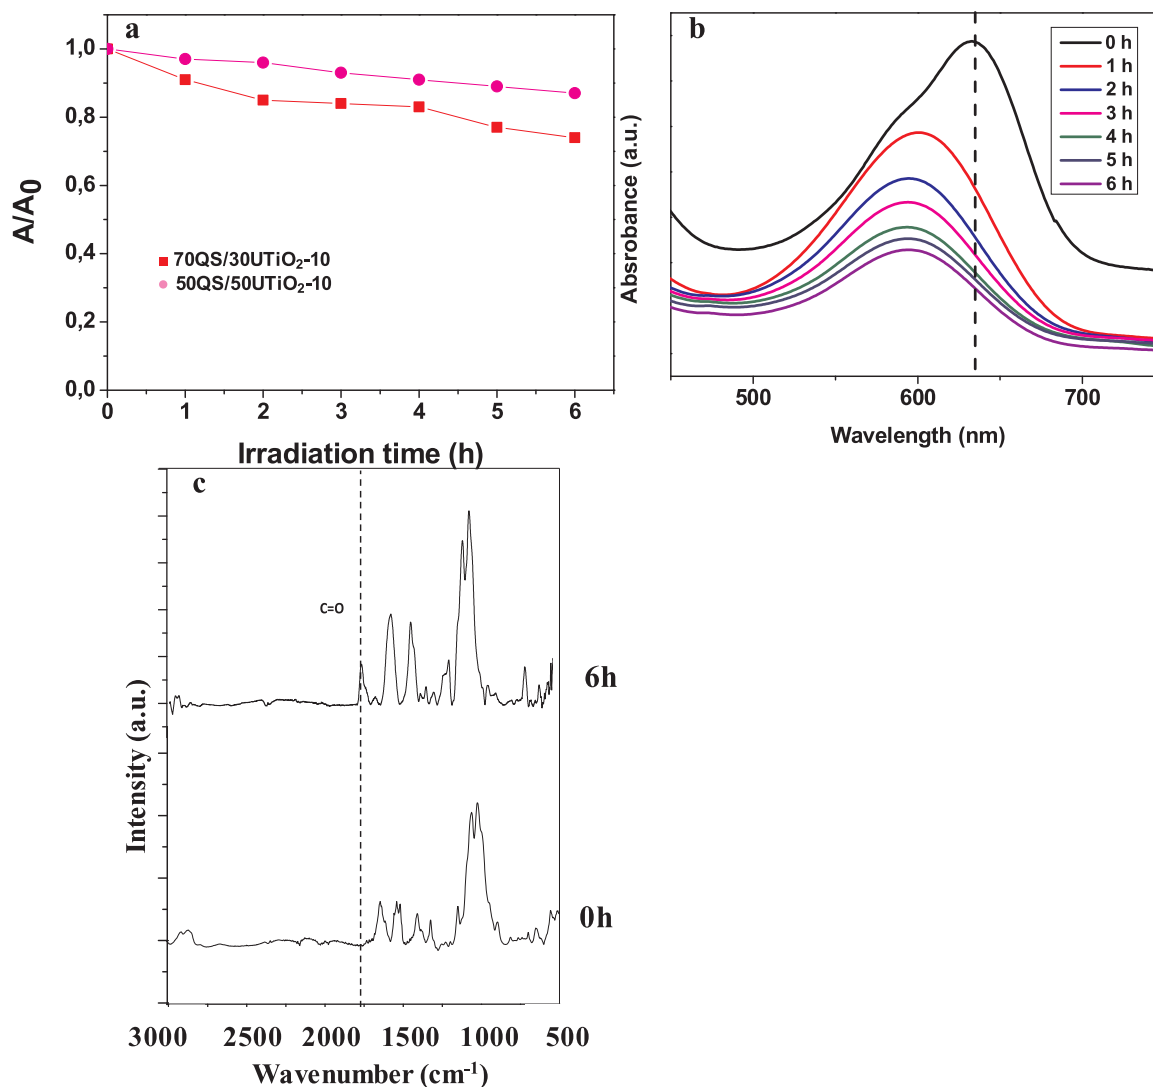 a
1,0
0,8
0,6
0,4
0,2
0,0
A/A0
70QS/30UTiO2-10
50QS/50UTiO2-10
0 1 2 3 4 5 6
Irradiation time (h)
b
0 h
1 h
2 h
3 h
4 h
5 h
6 h
Absrobance (a.u.)
500 600 700
Wavelength (nm)
c
C=O
6h
0h
Intensity (a.u.)
3000 2500 2000 1500 1000 500
Wavenumber (cm-1)